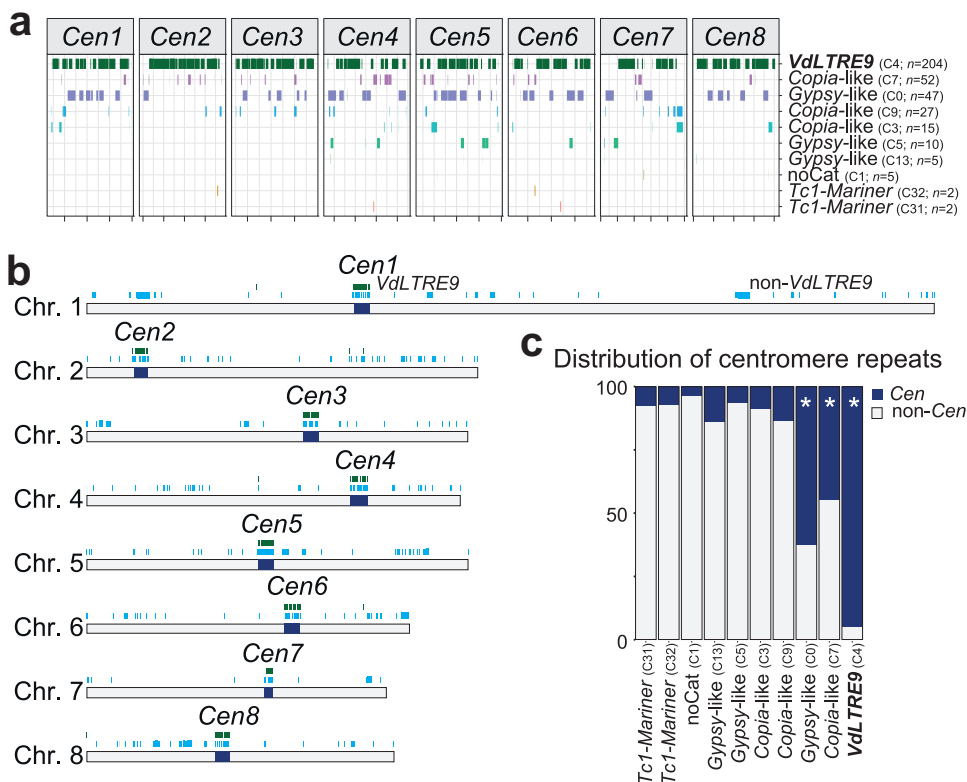 a
Cen1 Cen2 Cen3 Cen4 Cen5 Cen6 Cen7 Cen8
VdLTRE9 (C4; n=204)
Copia-like (C7; n=52)
Gypsy-like (C0; n=47)
Copia-like (C9; n=27)
Copia-like (C3; n=15)
Gypsy-like (C5; n=10)
Gypsy-like (C13; n=5)
noCat (C1; n=5)
Tc1-Mariner (C32; n=2)
Tc1-Mariner (C31; n=2)
b
Cen1
VdLTRE9 non-VdLTRE9
Chr. 1
Cen2
Chr. 2
Cen3
Chr. 3
Cen4
Chr. 4
Cen5
Chr. 5
Cen6
Chr. 6
Cen7
Chr. 7
Cen8
Chr. 8
c
Distribution of centromere repeats
100
50
0
* * *
Cen
non-Cen
Tc1-Mariner (C31)
Tc1-Mariner (C32)
noCat (C1)
Gypsy-like (C13)
Gypsy-like (C5)
Copia-like (C3)
Copia-like (C9)
Gypsy-like (C0)
Copia-like (C7)
VdLTRE9 (C4)